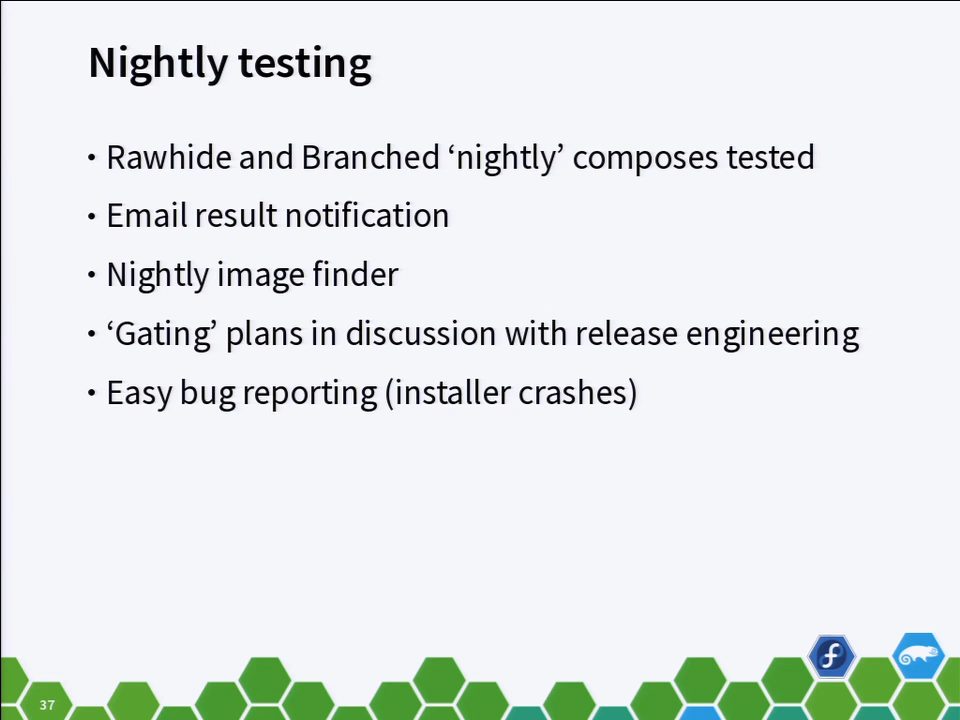 Nightly testing
• Rawhide and Branched ‘nightly’ composes tested
• Email result notification
• Nightly image finder
• ‘Gating’ plans in discussion with release engineering
• Easy bug reporting (installer crashes)
37